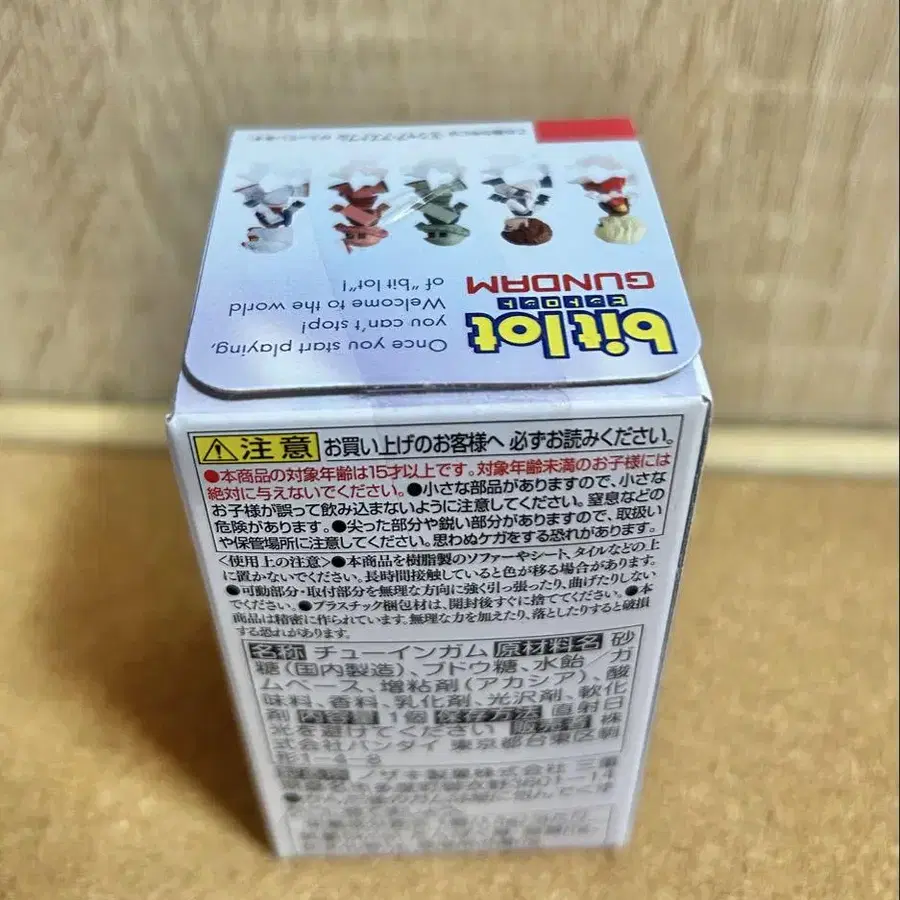 bit lot
ビットロット
GUNDAM
Once you start playing,
you can't stop!
Welcome to the world
of "bit lot"!
注意 お買い上げのお客様へ 必ずお読みください。
●本商品の対象年齢は15才以上です。対象年齢未満のお子様には
絶対に与えないでください。●小さな部品がありますので、小さな
お子様が誤って飲み込まないように注意してください。窒息などの
危険があります。●尖った部分や鋭い部分がありますので、取扱い
や保管場所に注意してください。思わぬケガをする恐れがあります。
〈使用上の注意〉●本商品を樹脂製のソファーやシート、タイルなどの上
に置かないでください。長時間接触していると色が移る場合があります。
●可動部分・取付部分を無理な方向に強く引っ張ったり、曲げたりしない
でください。●プラスチック梱包材は、開封後すぐに捨ててください。●本
商品は精密に作られています。無理な力を加えたり、落としたりすると破損
する恐れがあります。
名称 チューインガム 原材料名 砂
糖(国内製造)、ブドウ糖、水飴/ガ
ムベース、増粘剤(アカシア)、酸
味料、香料、乳化剤、光沢剤、軟化
剤 内容量 1個 保存方法 直射日
光を避けてください 販売者 株
式会社バンダイ 東京都台東区駒
形1-4-8
ノザキ製菓株式会社 三重